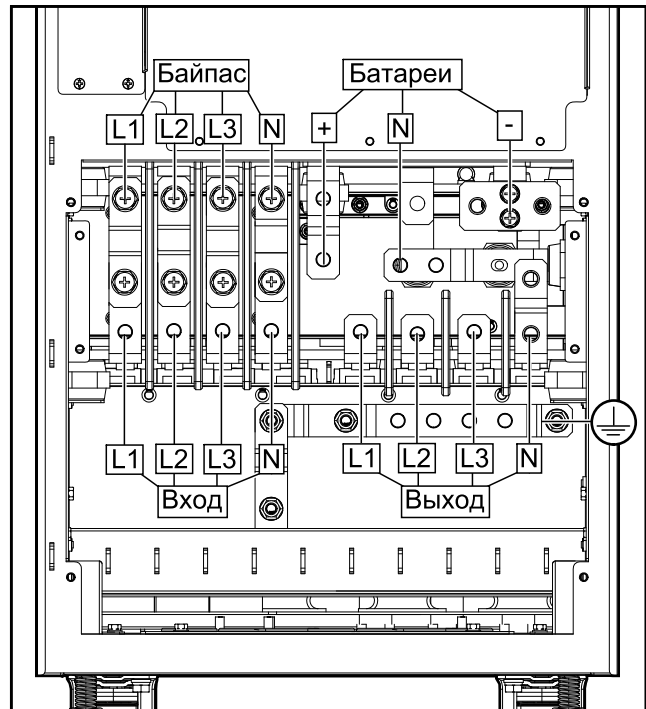 Байпас Батареи
L1 L2 L3 N + N -
L1 L2 L3 N L1 L2 L3 N
Вход Выход